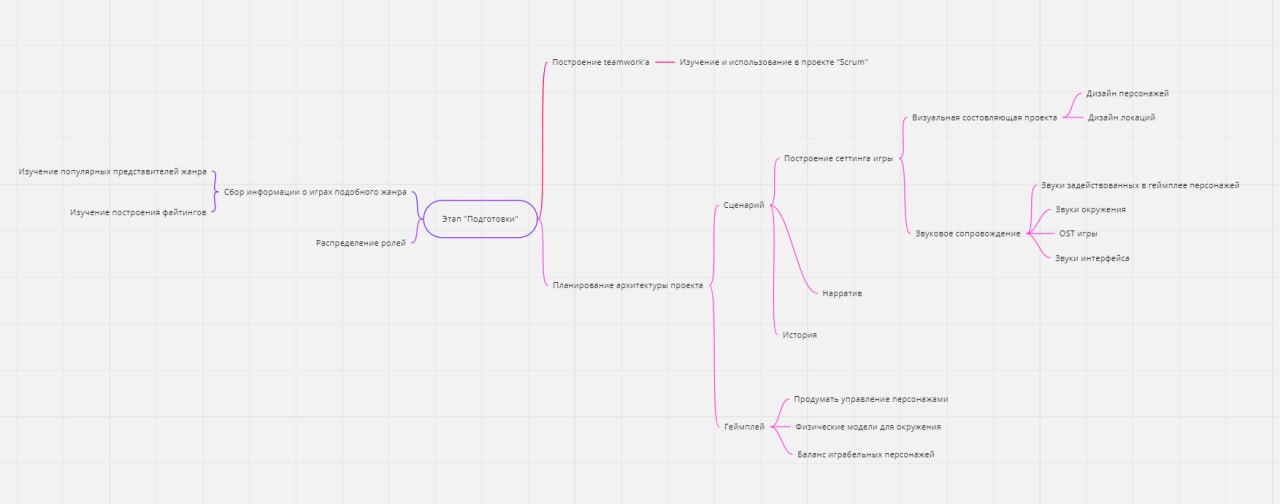 Построение teamwork'a
Изучение и использование в проекте "Scrum"
Дизайн персонажей
Визуальная состовляющая проекта
Дизайн локаций
Построение сеттинга игры
Изучение популярных представителей жанра
Звуки задействованных в геймплее персонажей
Сбор информации о играх подобного жанра
Сценарий
Изучение построения файтингов
Звуки окружения
Этап "Подготовки"
Звуковое сопровождение
OST игры
Распределение ролей
Звуки интерфейса
Планирование архитектуры проекта
Нарратив
История
Продумать управление персонажами
Геймплей
Физические модели для окружения
Баланс играбельных персонажей